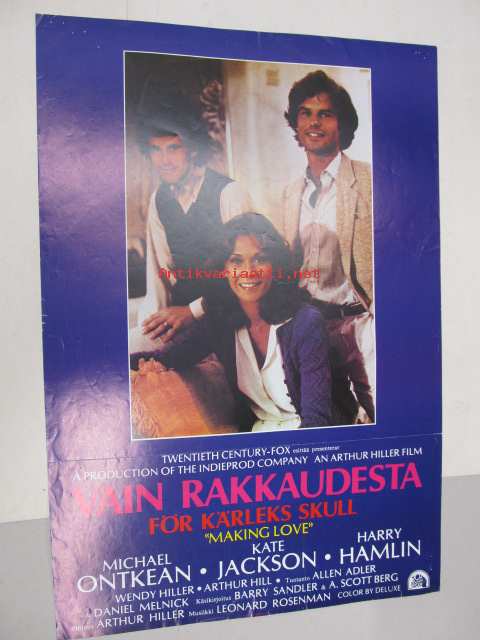 Antikvariaatti.net
TWENTIETH CENTURY-FOX esittää presenterar
A PRODUCTION OF THE INDIEPROD COMPANY AN ARTHUR HILLER FILM
VAIN RAKKAUDESTA
FÖR KÄRLEKS SKULL
"MAKING LOVE"
MICHAEL ONTKEAN • KATE JACKSON • HARRY HAMLIN
WENDY HILLER • ARTHUR HILL • Tuotanto ALLEN ADLER
DANIEL MELNICK Käsikirjoitus BARRY SANDLER & A. SCOTT BERG
ARTHUR HILLER Musiikki LEONARD ROSENMAN COLOR BY DELUXE